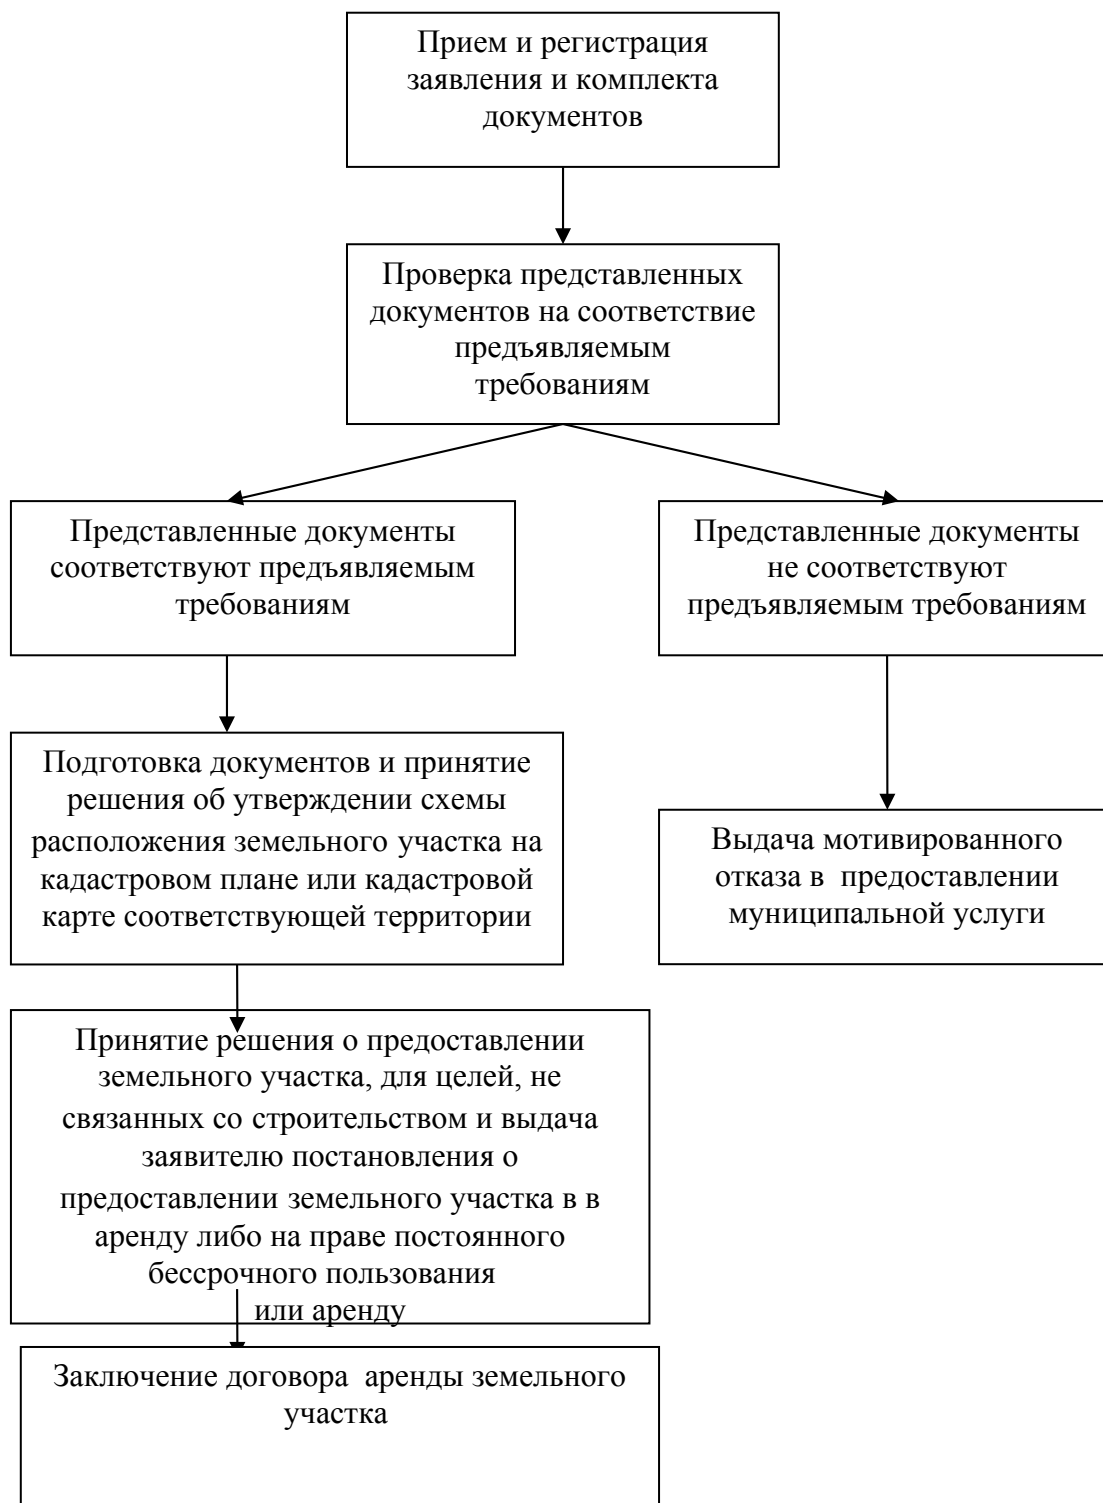 Прием и регистрация
заявления и комплекта
документов
Проверка представленных
документов на соответствие
предъявляемым
требованиям
Представленные документы
соответствуют предъявляемым
требованиям
Представленные документы
не соответствуют
предъявляемым требованиям
Подготовка документов и принятие
решения об утверждении схемы
расположения земельного участка на
кадастровом плане или кадастровой
карте соответствующей территории
Выдача мотивированного
отказа в  предоставлении
муниципальной услуги
Принятие решения о предоставлении
земельного участка, для целей, не
связанных со строительством и выдача
заявителю постановления о
предоставлении земельного участка в в
аренду либо на праве постоянного
бессрочного пользования
или аренду
Заключение договора  аренды земельного
участка